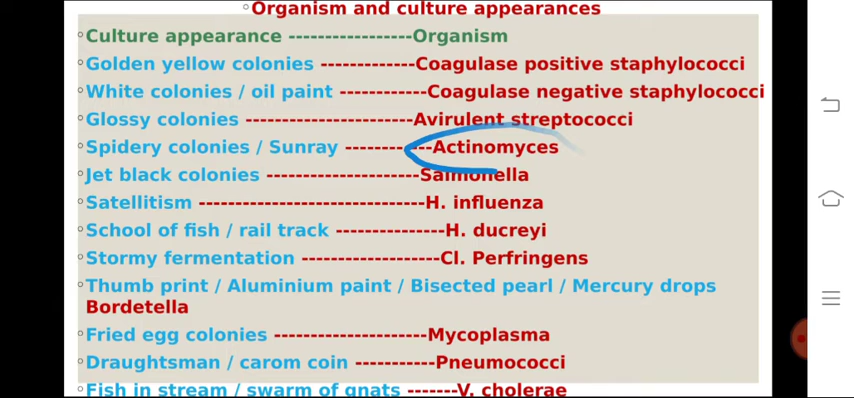 ◦Organism and culture appearances
◦Culture appearance -----------------Organism
◦Golden yellow colonies -------------Coagulase positive staphylococci
◦White colonies / oil paint ------------Coagulase negative staphylococci
◦Glossy colonies -----------------------Avirulent streptococci
◦Spidery colonies / Sunray ------------Actinomyces
◦Jet black colonies ---------------------Salmonella
◦Satellitism -------------------------------H. influenza
◦School of fish / rail track ---------------H. ducreyi
◦Stormy fermentation -------------------Cl. Perfringens
◦Thumb print / Aluminium paint / Bisected pearl / Mercury drops
Bordetella
◦Fried egg colonies ---------------------Mycoplasma
◦Draughtsman / carom coin -----------Pneumococci
◦Fish in stream / swarm of gnats -------V. cholerae